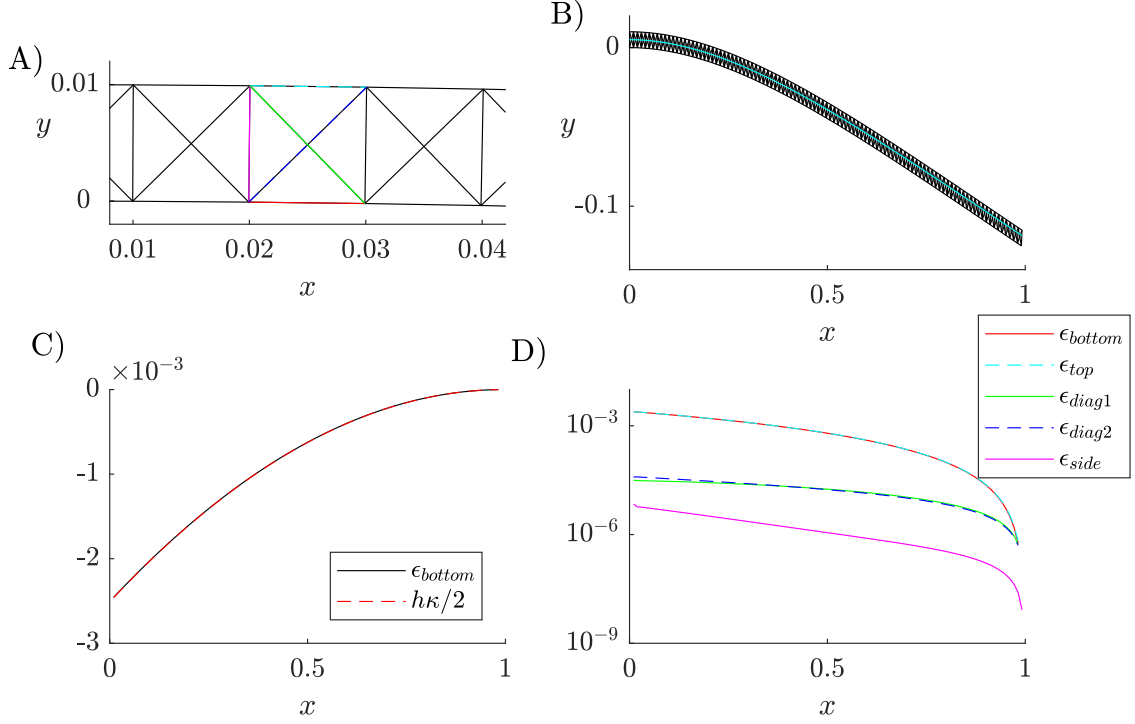 A)
0.01
y
0
0.01
0.02
0.03
0.04
x
B)
0
y
-0.1
0
0.5
1
x
C)
×10⁻³
0
-1
-2
-3
ϵ_bottom
hκ/2
0
0.5
1
x
D)
ϵ_bottom
ϵ_top
ϵ_diag1
ϵ_diag2
ϵ_side
10⁻³
10⁻⁶
10⁻⁹
0
0.5
1
x